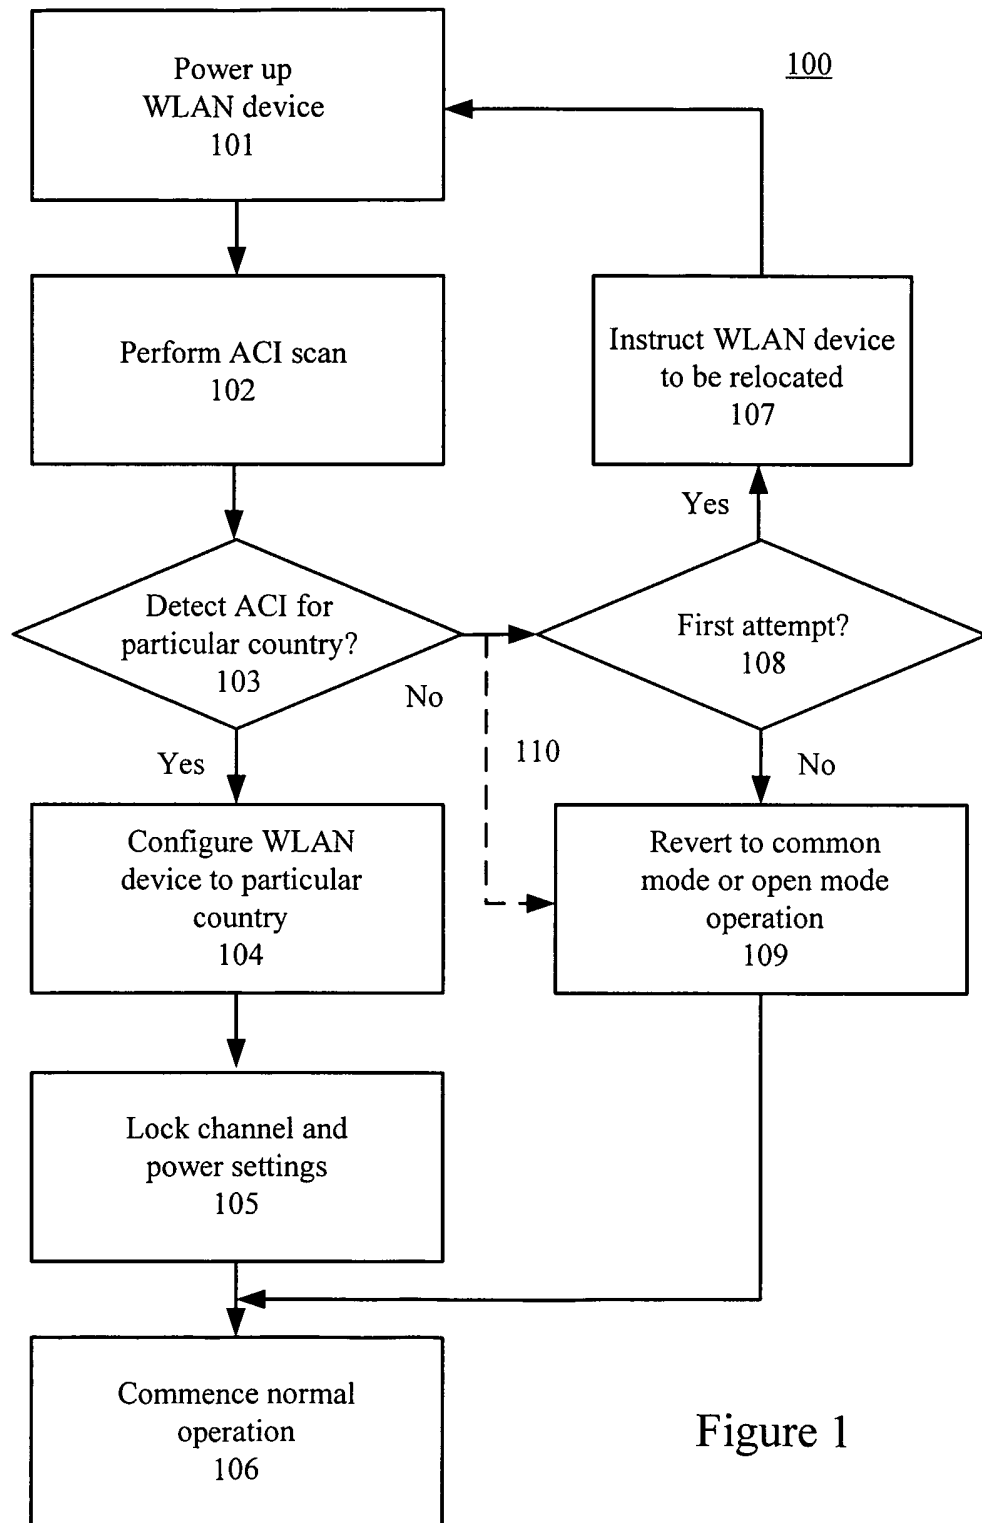 100
Power up
WLAN device
101
Perform ACI scan
102
Instruct WLAN device
to be relocated
107
Yes
Detect ACI for
particular country?
103
First attempt?
108
No
110
Yes
No
Configure WLAN
device to particular
country
104
Revert to common
mode or open mode
operation
109
Lock channel and
power settings
105
Commence normal
operation
106
Figure 1